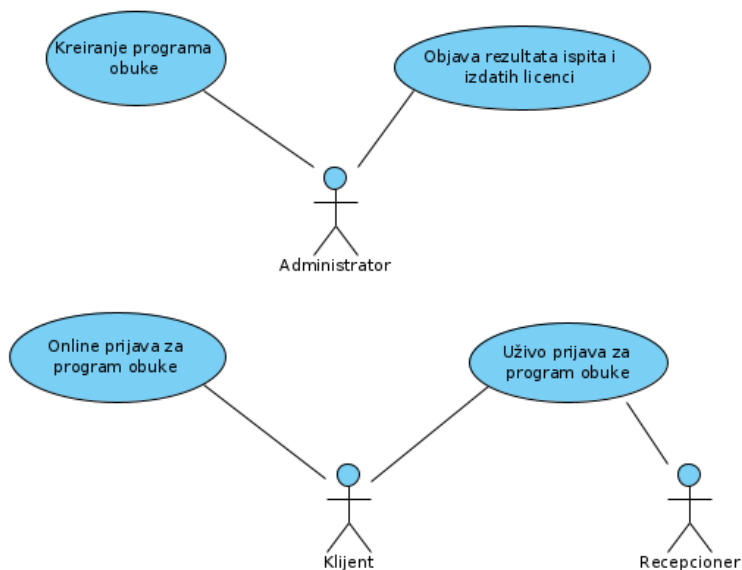 Kreiranje programa
obuke
Objava rezultata ispita i
izdatih licenci
Administrator
Online prijava za
program obuke
Uživo prijava za
program obuke
Klijent
Recepcioner